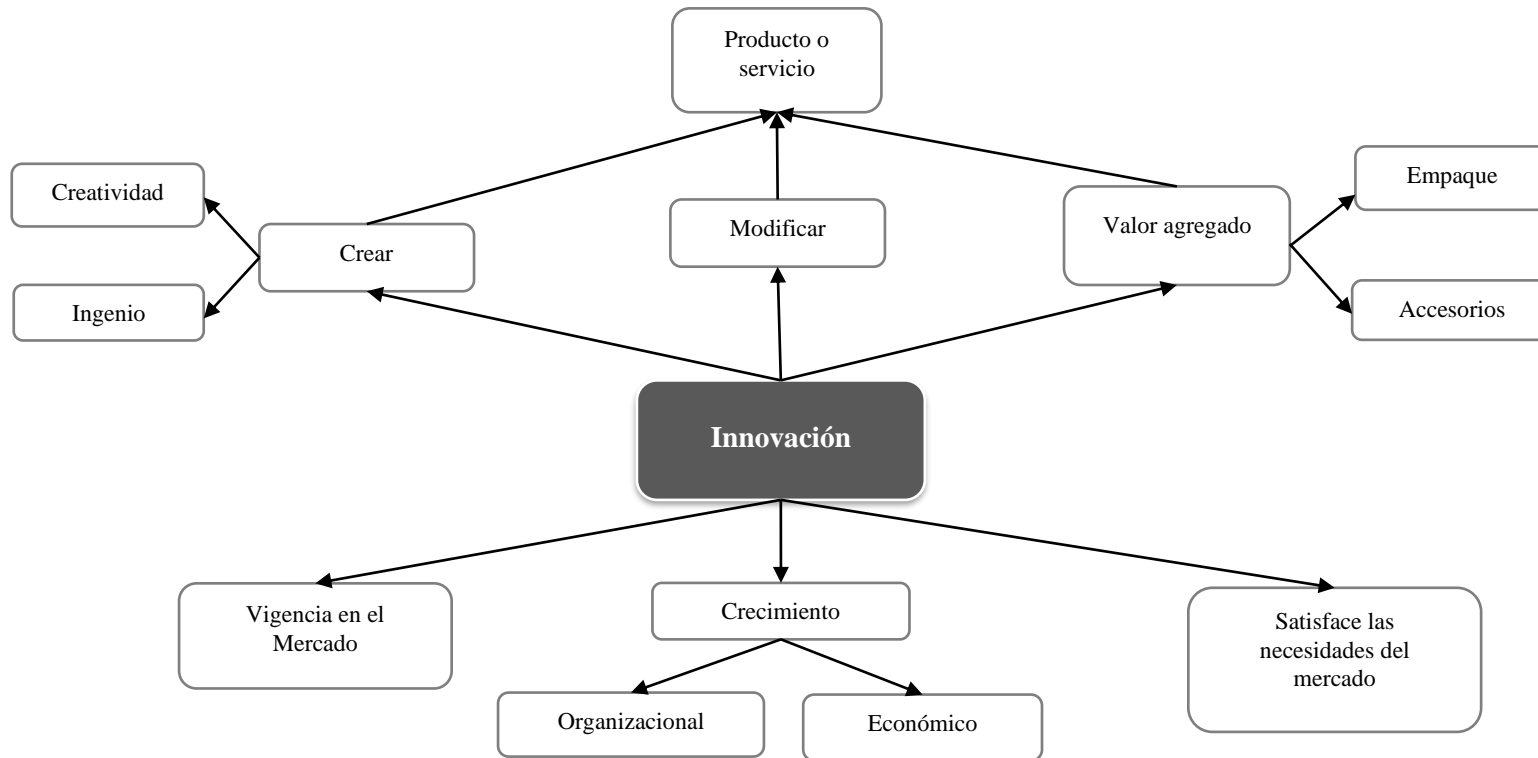 Producto o
servicio
Creatividad
Empaque
Modificar
Valor agregado
Crear
Ingenio
Accesorios
Innovación
Vigencia en el
Mercado
Crecimiento
Satisface las
necesidades del
mercado
Organizacional
Económico